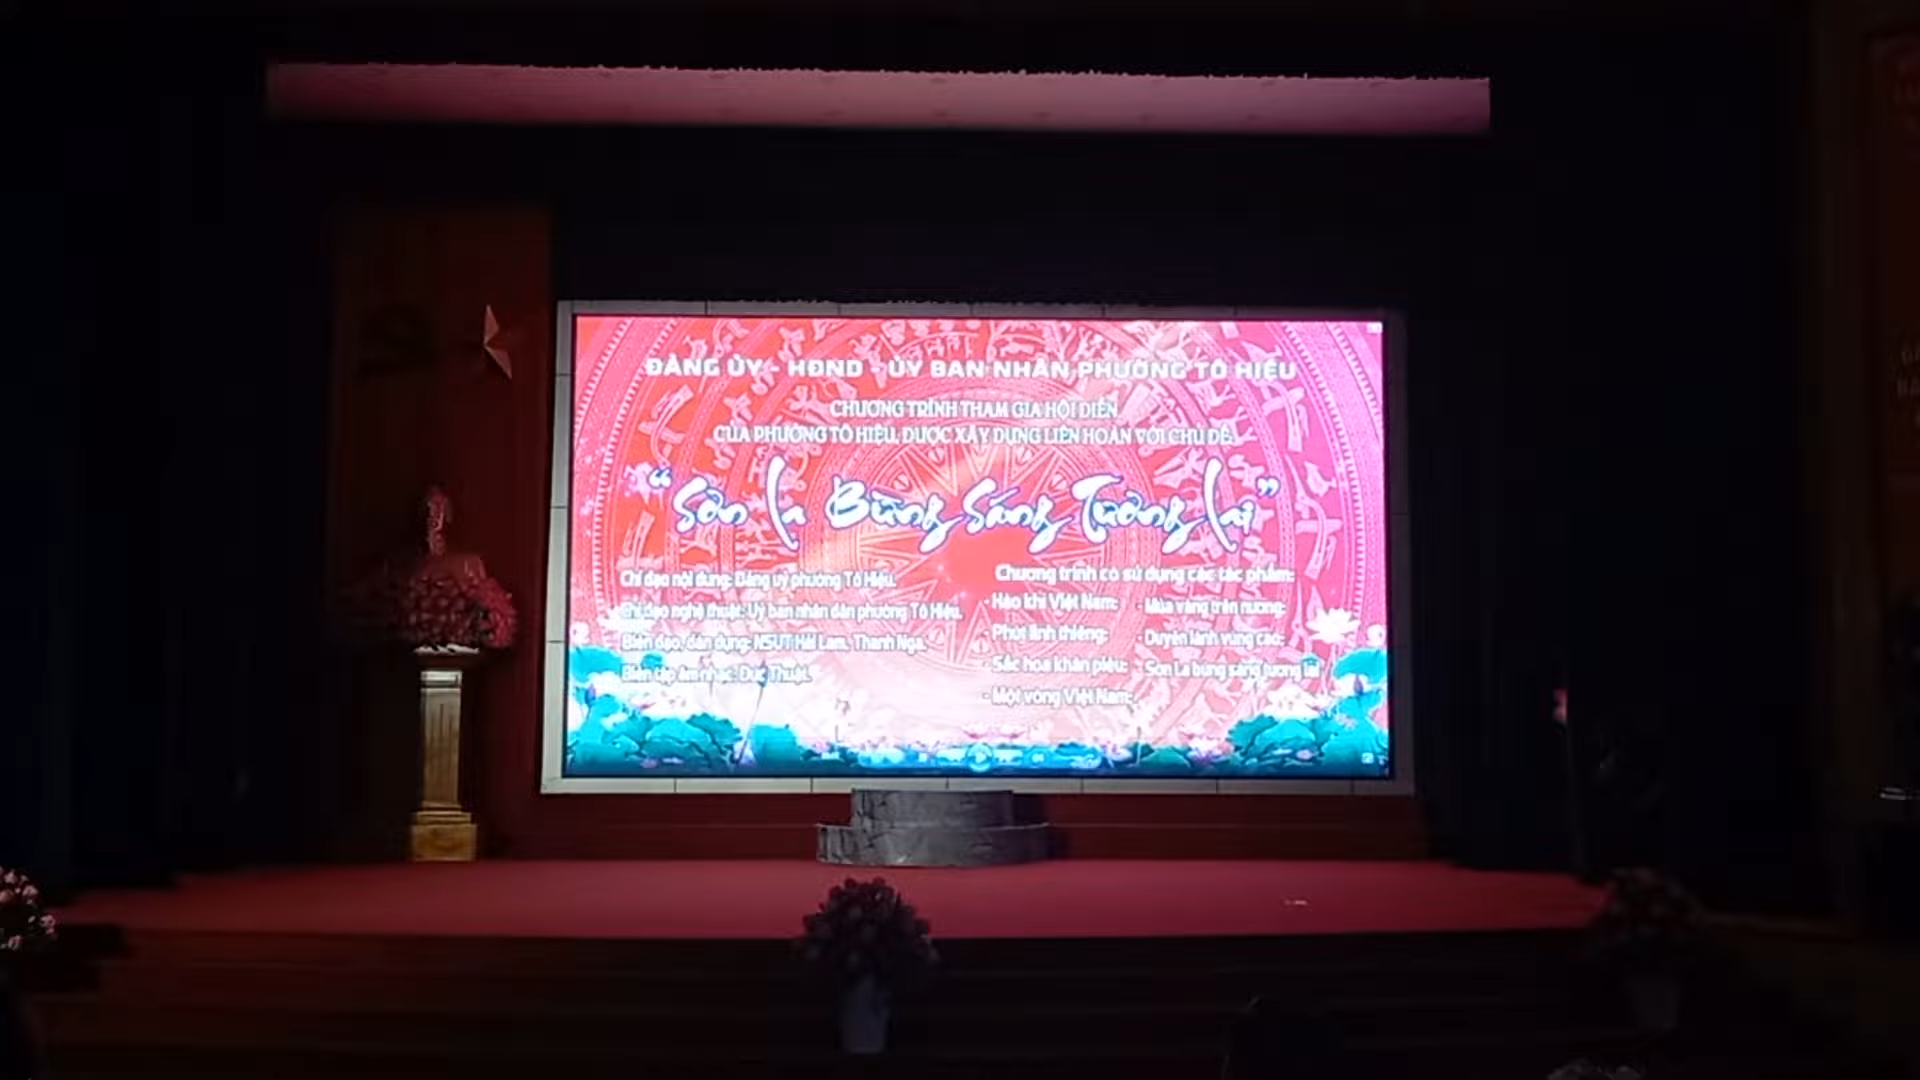 ĐẢNG ỦY - HĐND - ỦY BAN NHÂN PHƯỜNG TÔ HIỆU
CHƯƠNG TRÌNH THAM GIA HỘI DIỄN
CỦA PHƯỜNG TÔ HIỆU, ĐƯỢC XÂY DỰNG LIÊN HOÀN VỚI CHỦ ĐỀ:
“Sơn La Bừng Sáng Tương Lai”
Chỉ đạo nội dung: Đảng uỷ phường Tô Hiệu.
Chỉ đạo nghệ thuật: Uỷ ban nhân dân phường Tô Hiệu.
Biên đạo, dàn dựng: NSƯT Hải Lam, Thanh Nga.
Biên tập âm nhạc: Đức Thuật.
Chương trình có sử dụng các tác phẩm:
- Hào khí Việt Nam;
- Phút linh thiêng;
- Sắc hoa khăn piêu;
- Một vòng Việt Nam;
- Mùa vàng trên nương;
- Duyên lành vùng cao;
- Sơn La bừng sáng tương lai